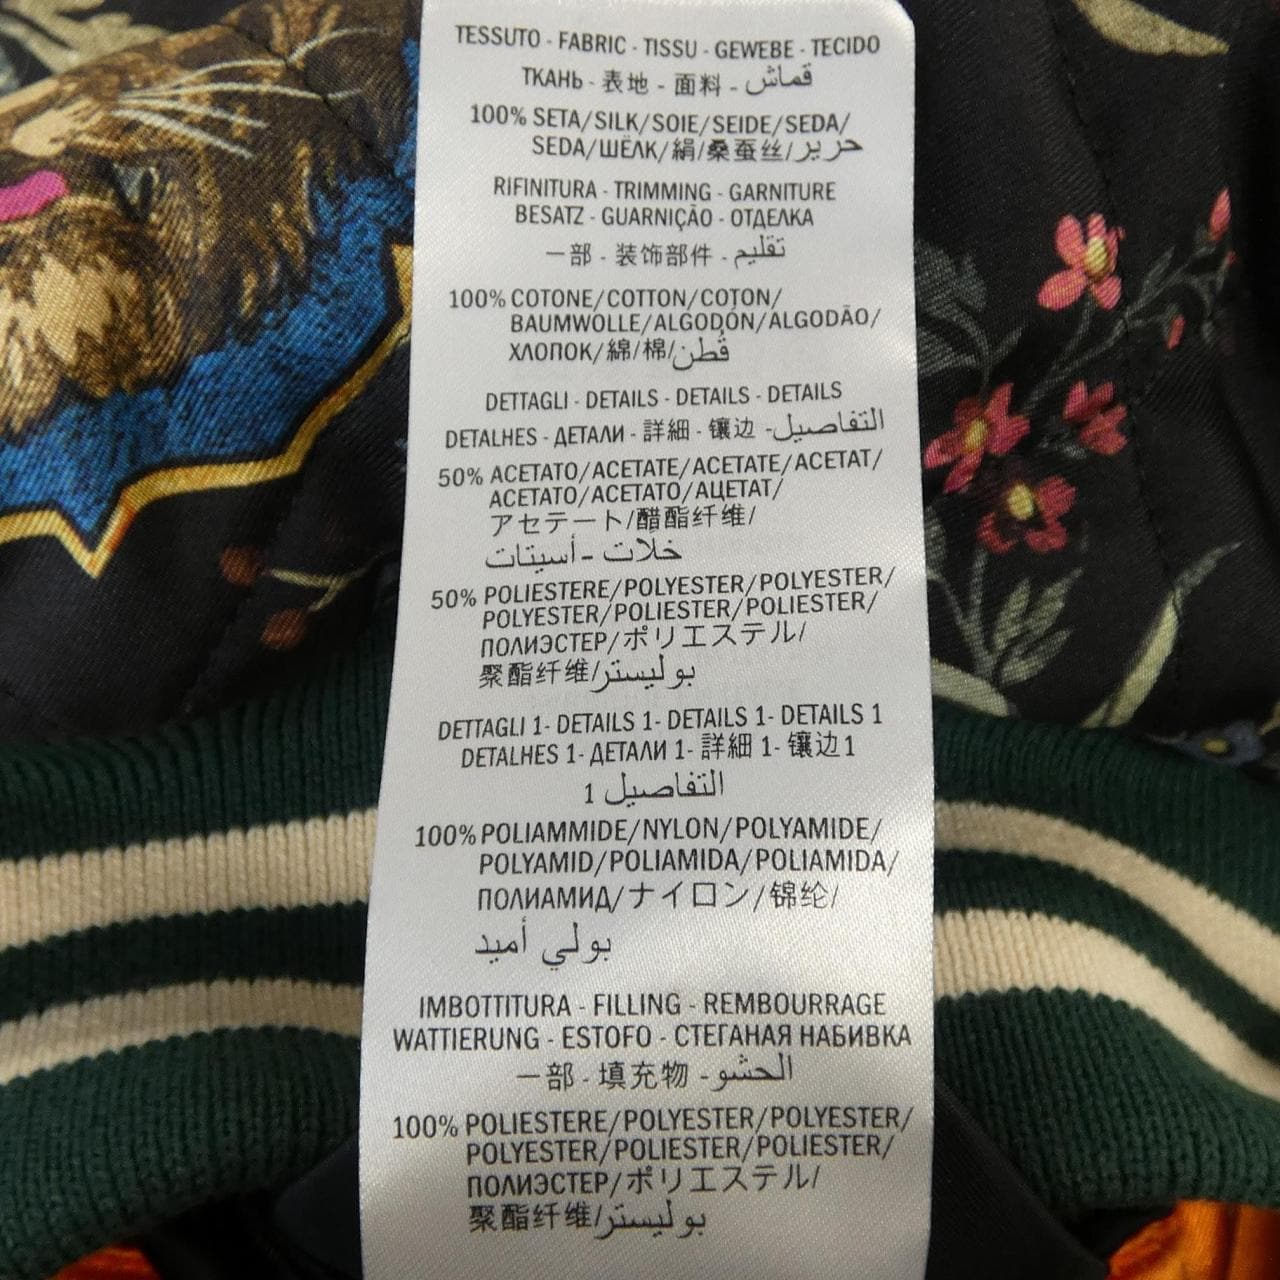 TESSUTO - FABRIC - TISSU - GEWEBE - TECIDO
ТКАНЬ - 表地 - 面料 - قماش
100% SETA/SILK/SOIE/SEIDE/SEDA/
SEDA/ШЁЛК/絹/桑蚕丝/حرير
RIFINITURA - TRIMMING - GARNITURE
BESATZ - GUARNIÇÃO - ОТДЕЛКА
一部 - 装饰部件 - تقليم
100% COTONE/COTTON/COTON/
BAUMWOLLE/ALGODÓN/ALGODÃO/
ХЛОПОК/綿/棉/قطن
DETTAGLI - DETAILS - DETAILS - DETAILS
DETALHES - ДЕТАЛИ - 詳細 - 镶边 - التفاصيل
50% ACETATO/ACETATE/ACETATE/ACETAT/
ACETATO/ACETATO/АЦЕТАТ/
アセテート/醋酯纤维/
خلات - أسيتات
50% POLIESTERE/POLYESTER/POLYESTER/
POLYESTER/POLIESTER/POLIESTER/
ПОЛИЭСТЕР/ポリエステル/
聚酯纤维/بوليستر
DETTAGLI 1- DETAILS 1- DETAILS 1- DETAILS 1
DETALHES 1- ДЕТАЛИ 1- 詳細 1- 镶边1
التفاصيل 1
100% POLIAMMIDE/NYLON/POLYAMIDE/
POLYAMID/POLIAMIDA/POLIAMIDA/
ПОЛИАМИД/ナイロン/锦纶/
بولي أميد
IMBOTTITURA - FILLING - REMBOURRAGE
WATTIERUNG - ESTOFO - СТЕГАНАЯ НАБИВКА
一部 - 填充物 - الحشو
100% POLIESTERE/POLYESTER/POLYESTER/
POLYESTER/POLIESTER/POLIESTER/
ПОЛИЭСТЕР/ポリエステル/
聚酯纤维/بوليستر